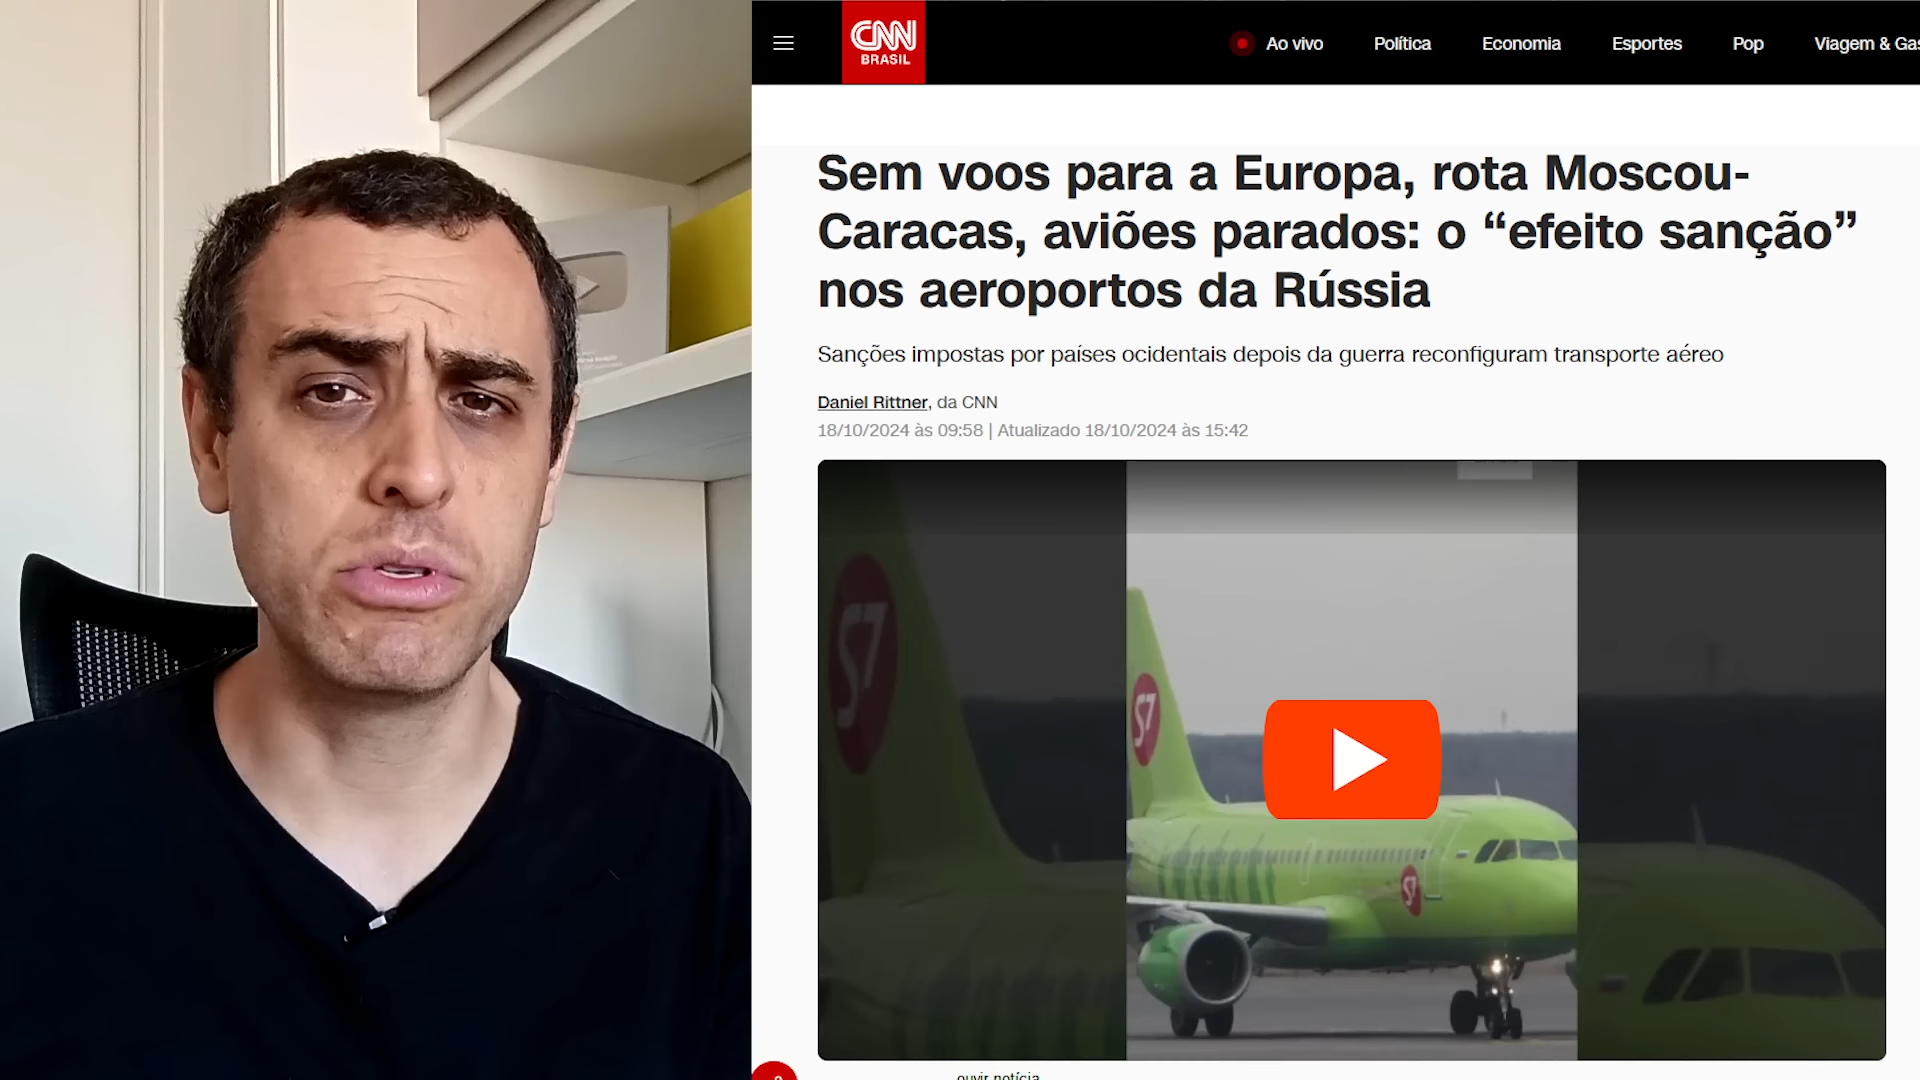 CNN
BRASIL
Ao vivo
Política
Economia
Esportes
Pop
Viagem & Gas
Sem voos para a Europa, rota Moscou-
Caracas, aviões parados: o “efeito sanção”
nos aeroportos da Rússia
Sanções impostas por países ocidentais depois da guerra reconfiguram transporte aéreo
Daniel Rittner, da CNN
18/10/2024 às 09:58 | Atualizado 18/10/2024 às 15:42
S7
S7
S7
ouvir notícia